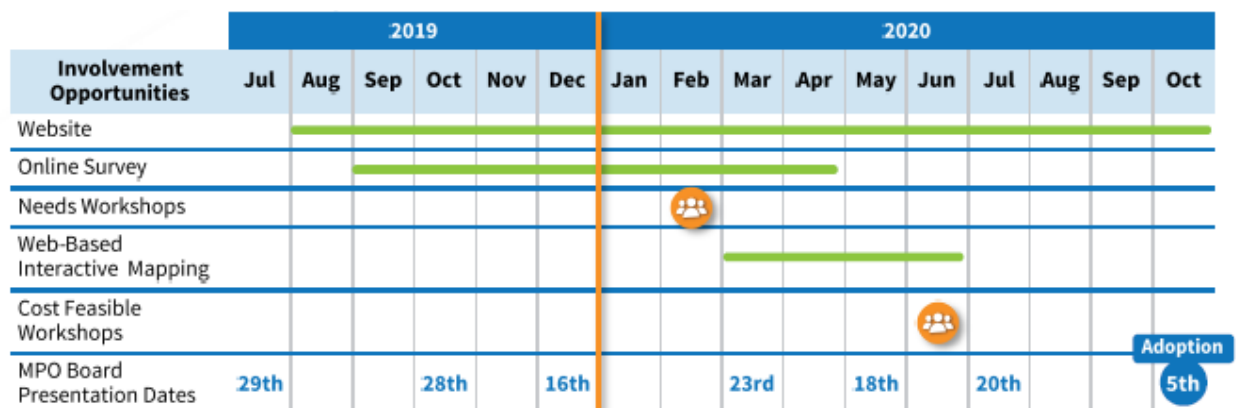 2019 2020
Involvement
Opportunities Jul Aug Sep Oct Nov Dec Jan Feb Mar Apr May Jun Jul Aug Sep Oct
Website
Online Survey
Needs Workshops
Web-Based
Interactive Mapping
Cost Feasible
Workshops
Adoption
MPO Board
Presentation Dates 29th 28th 16th 23rd 18th 20th 5th